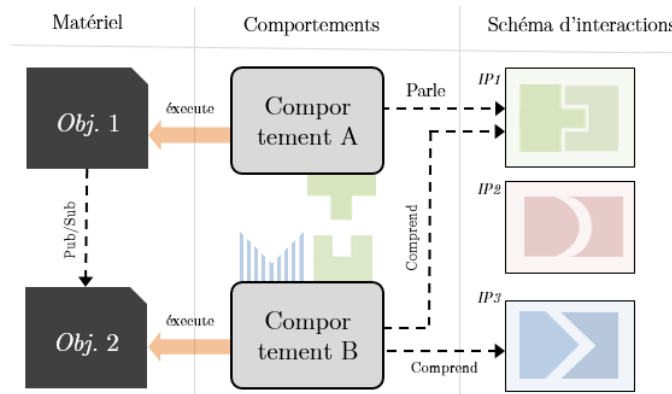 Matériel
Comportements
Schéma d'interactions
IP1
Parle
Obj. 1
éxecute
Compor
tement A
IP2
Pub/Sub
Comprend
IP3
Obj. 2
éxecute
Compor
tement B
Comprend